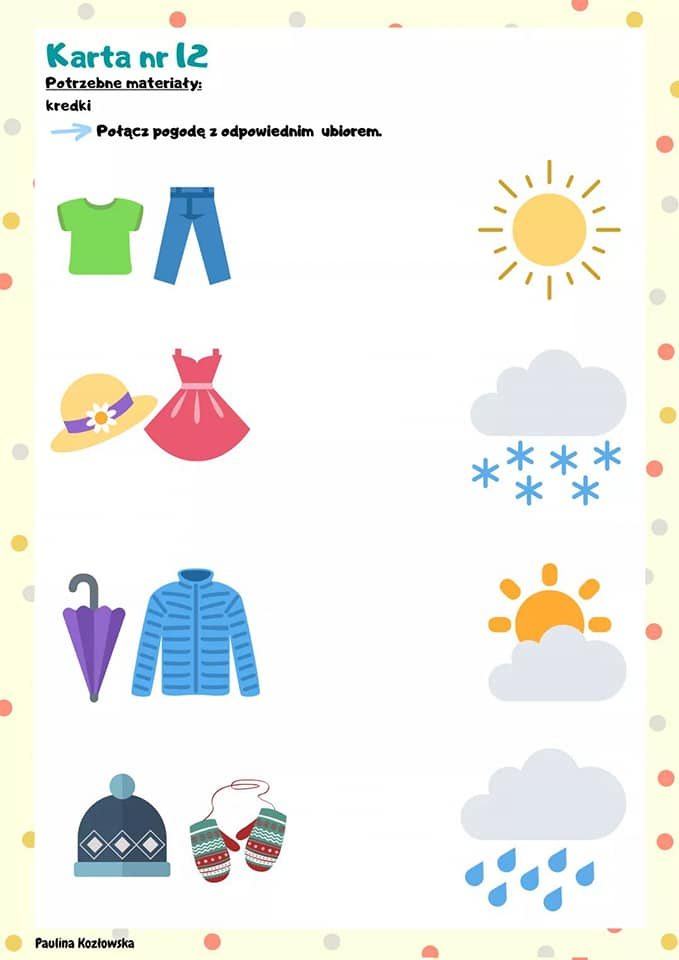 Karta nr 12
Potrzebne materiały:
kredki
Połącz pogodę z odpowiednim ubiorem.
Paulina Kozłowska